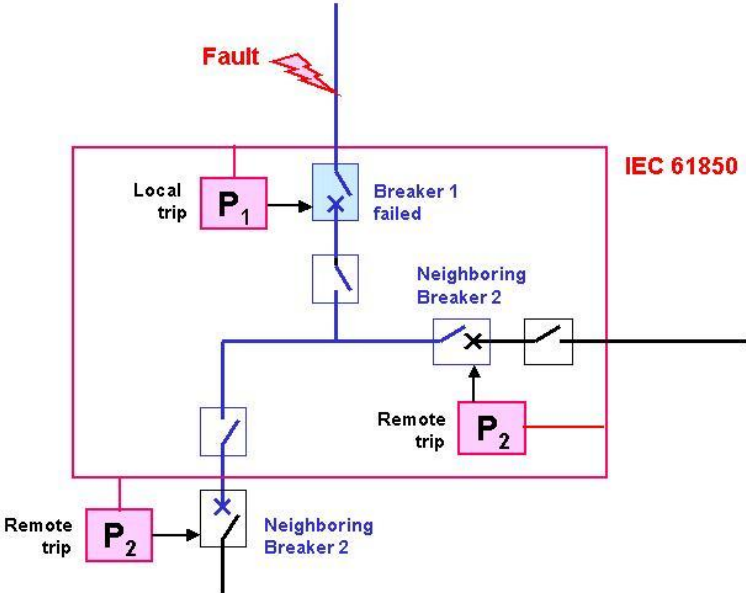 Fault
IEC 61850
Local
trip
P1
Breaker 1
failed
Neighboring
Breaker 2
Remote
trip
P2
Remote
trip
P2
Neighboring
Breaker 2